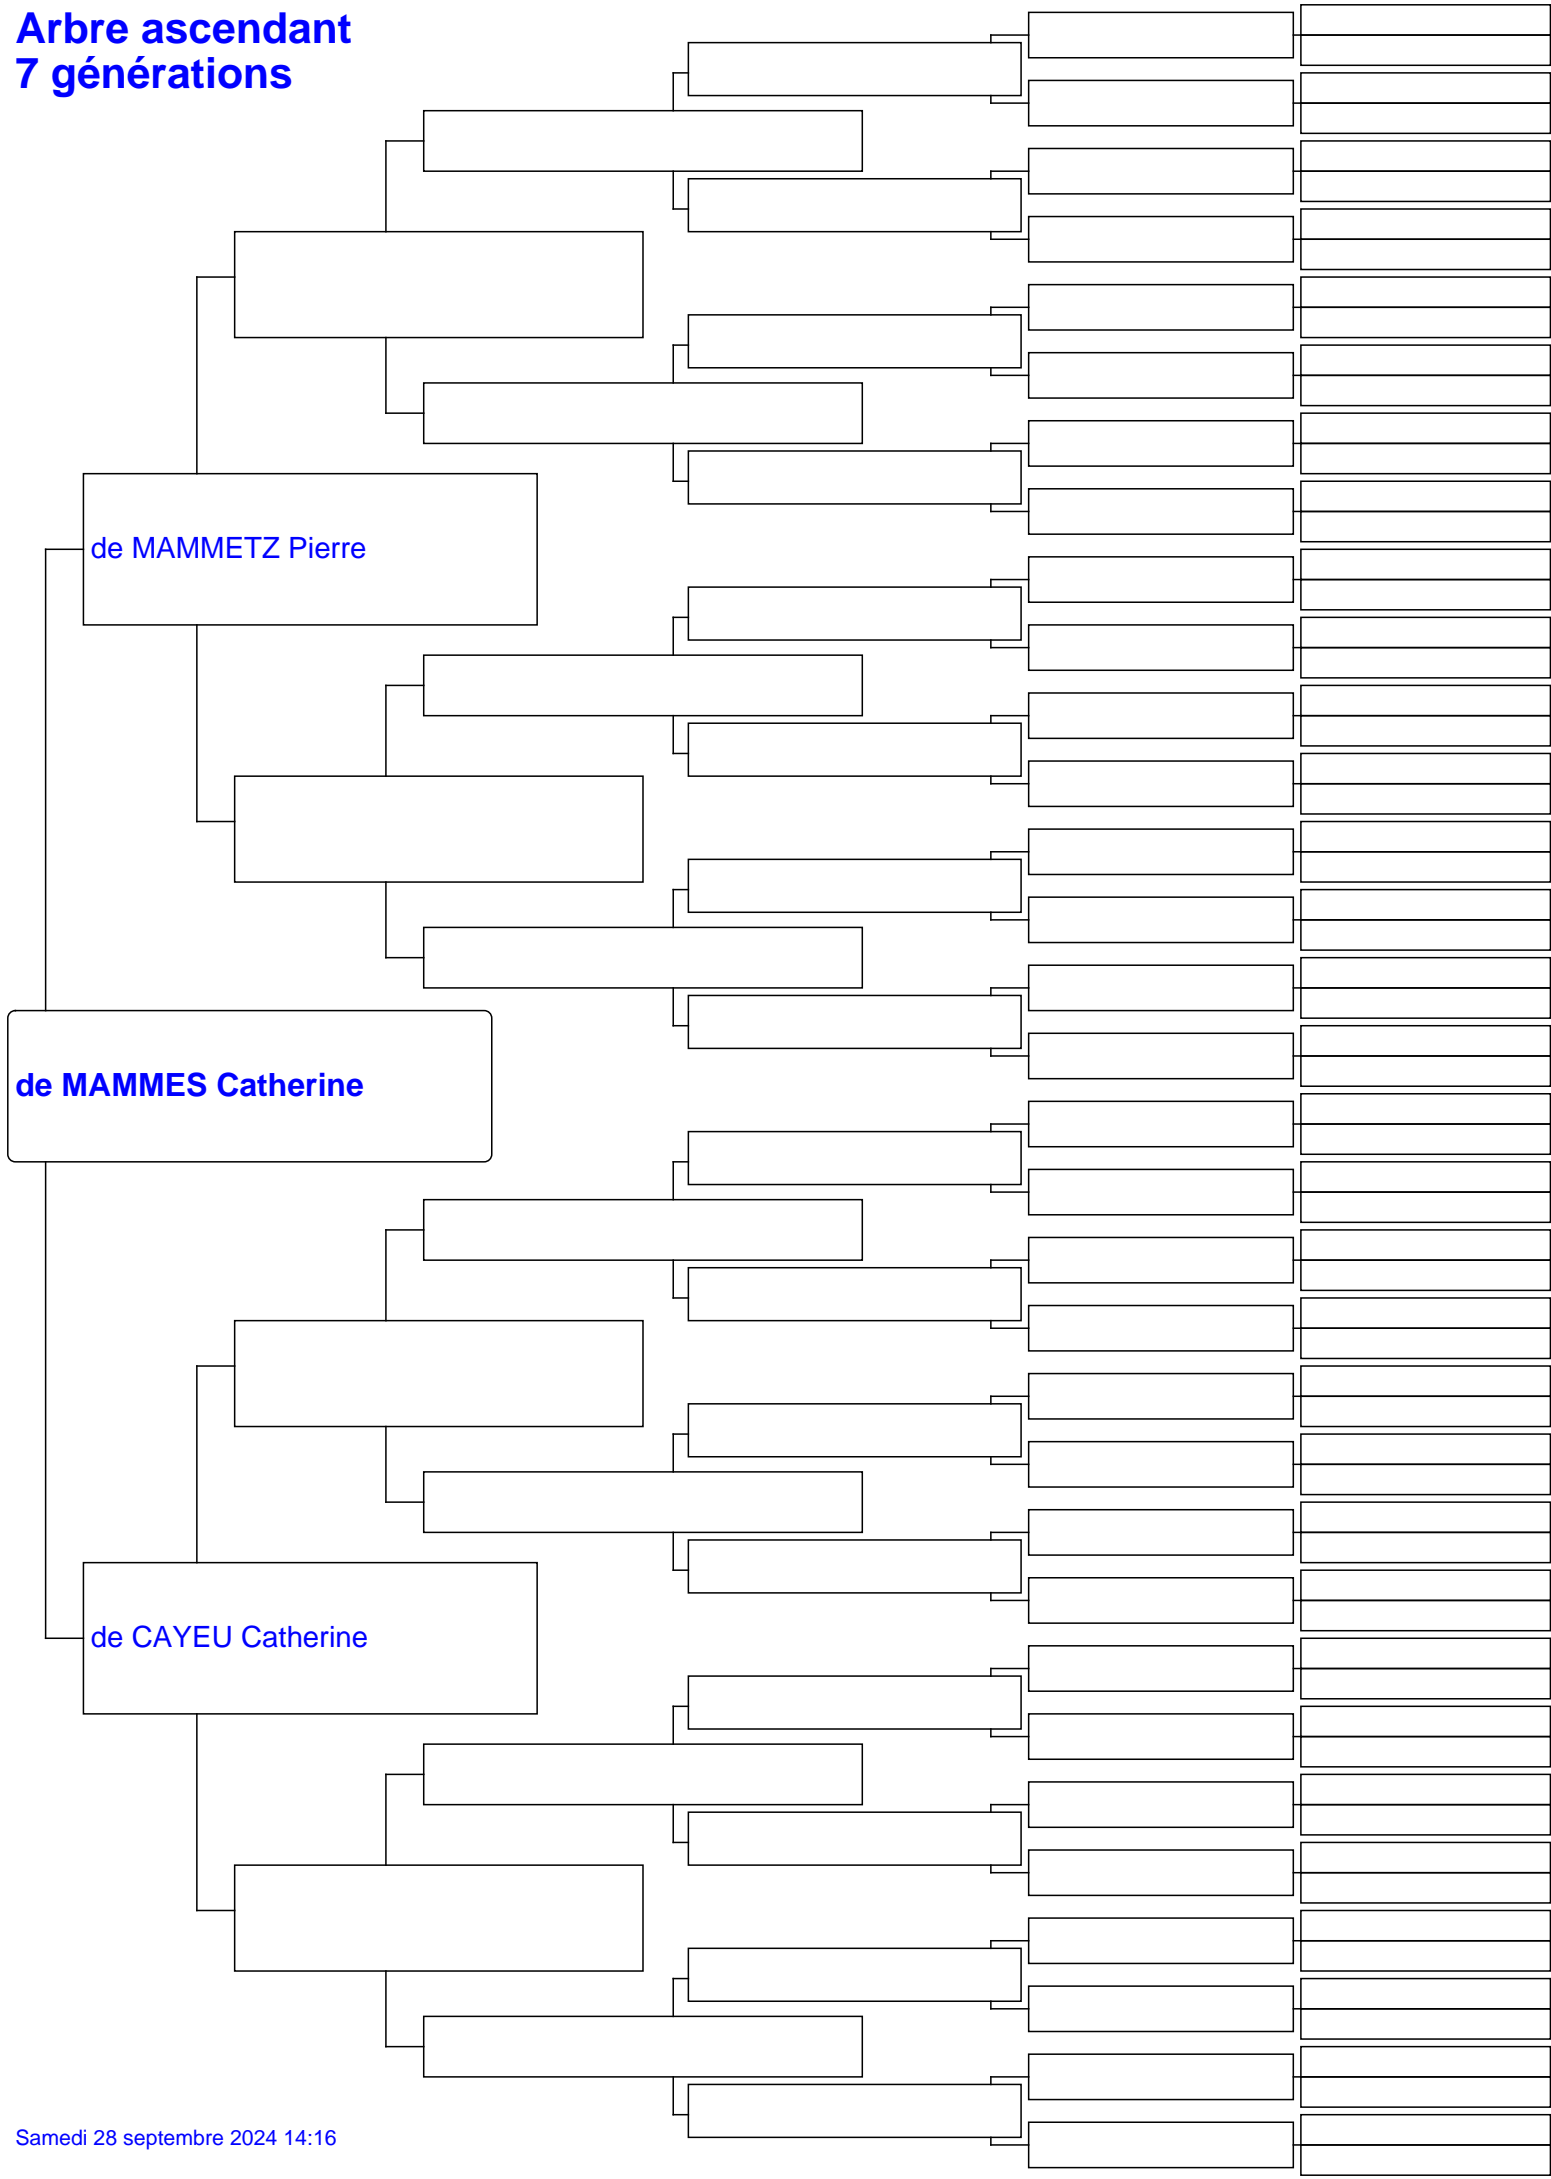 Arbre ascendant
7 générations
de MAMMETZ Pierre
de MAMMES Catherine
de CAYEU Catherine
Samedi 28 septembre 2024 14:16